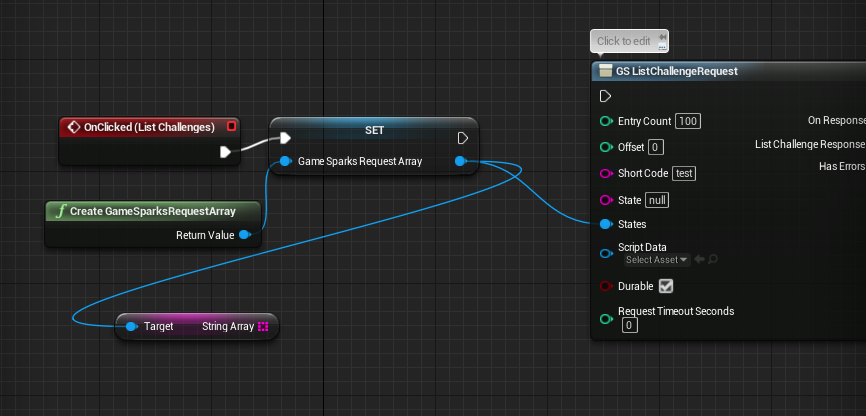 Click to edit
GS ListChallengeRequest
OnClicked (List Challenges)
SET
Entry Count 100
On Response
Offset 0
List Challenge Response
Game Sparks Request Array
Has Errors
Short Code test
State null
Create GameSparksRequestArray
States
Return Value
Script Data
Select Asset
Durable
Request Timeout Seconds
0
Target String Array